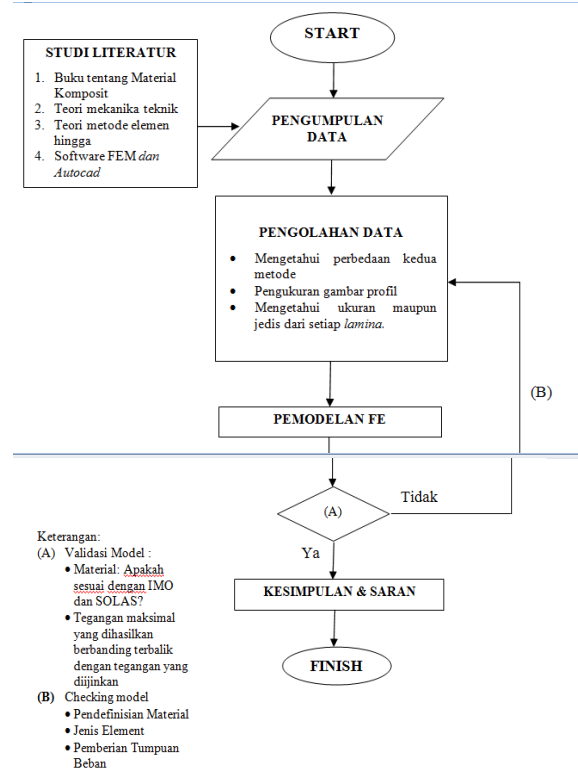 START
STUDI LITERATUR
1. Buku tentang Material
Komposit
2. Teori mekanika teknik
3. Teori metode elemen
hingga
4. Software FEM dan
Autocad
PENGUMPULAN
DATA
PENGOLAHAN DATA
• Mengetahui perbedaan kedua
metode
• Pengukuran gambar profil
• Mengetahui ukuran maupun
jedis dari setiap lamina.
(B)
PEMODELAN FE
(A)
Tidak
Ya
KESIMPULAN & SARAN
FINISH
Keterangan:
(A) Validasi Model :
• Material: Apakah
sesuai dengan IMO
dan SOLAS?
• Tegangan maksimal
yang dihasilkan
berbanding terbalik
dengan tegangan yang
diijinkan
(B) Checking model
• Pendefinisian Material
• Jenis Element
• Pemberian Tumpuan
Beban